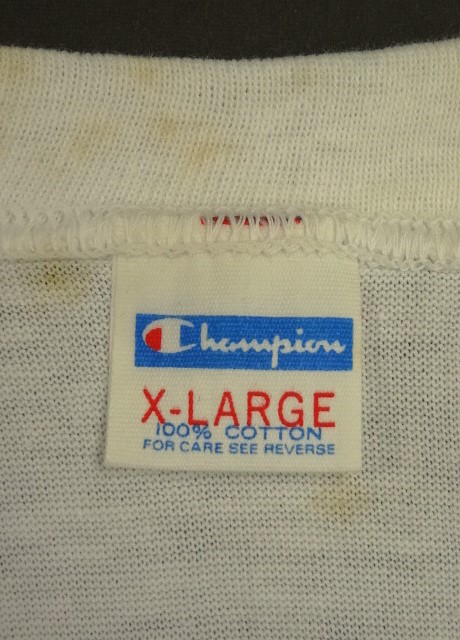 Champion
X-LARGE
100% COTTON
FOR CARE SEE REVERSE